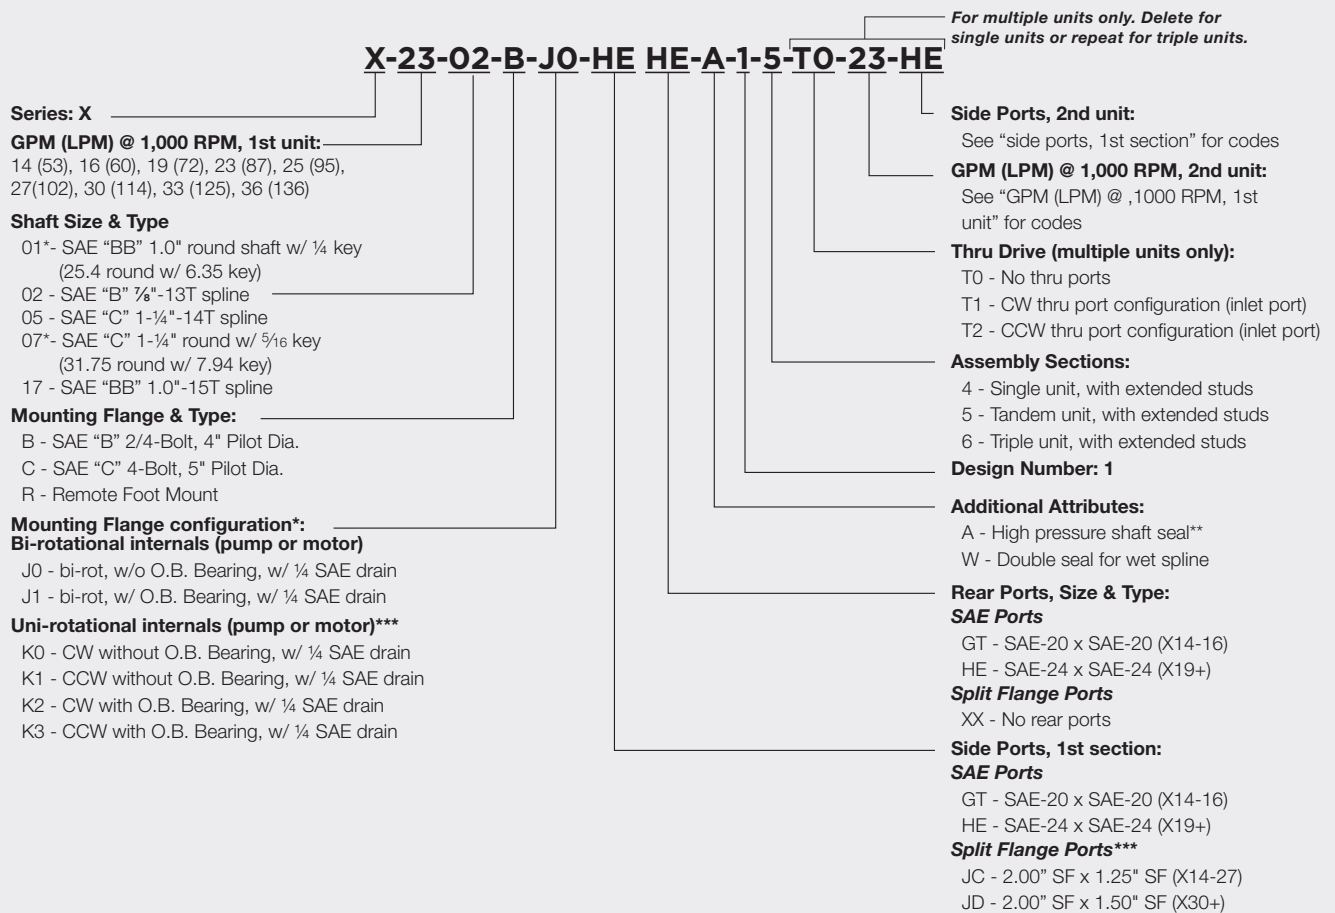 For multiple units only. Delete for
single units or repeat for triple units.
X-23-02-B-J0-HE HE-A-1-5-T0-23-HE
Series: X
GPM (LPM) @ 1,000 RPM, 1st unit:
14 (53), 16 (60), 19 (72), 23 (87), 25 (95),
27(102), 30 (114), 33 (125), 36 (136)
Shaft Size & Type
01*- SAE “BB” 1.0" round shaft w/ ¼ key
(25.4 round w/ 6.35 key)
02 - SAE “B” ⅞"-13T spline
05 - SAE “C” 1-¼"-14T spline
07*- SAE “C” 1-¼" round w/ 5⁄16 key
(31.75 round w/ 7.94 key)
17 - SAE “BB” 1.0"-15T spline
Mounting Flange & Type:
B - SAE “B” 2/4-Bolt, 4" Pilot Dia.
C - SAE “C” 4-Bolt, 5" Pilot Dia.
R - Remote Foot Mount
Mounting Flange configuration*:
Bi-rotational internals (pump or motor)
J0 - bi-rot, w/o O.B. Bearing, w/ ¼ SAE drain
J1 - bi-rot, w/ O.B. Bearing, w/ ¼ SAE drain
Uni-rotational internals (pump or motor)***
K0 - CW without O.B. Bearing, w/ ¼ SAE drain
K1 - CCW without O.B. Bearing, w/ ¼ SAE drain
K2 - CW with O.B. Bearing, w/ ¼ SAE drain
K3 - CCW with O.B. Bearing, w/ ¼ SAE drain
Side Ports, 2nd unit:
See “side ports, 1st section” for codes
GPM (LPM) @ 1,000 RPM, 2nd unit:
See “GPM (LPM) @ ,1000 RPM, 1st
unit” for codes
Thru Drive (multiple units only):
T0 - No thru ports
T1 - CW thru port configuration (inlet port)
T2 - CCW thru port configuration (inlet port)
Assembly Sections:
4 - Single unit, with extended studs
5 - Tandem unit, with extended studs
6 - Triple unit, with extended studs
Design Number: 1
Additional Attributes:
A - High pressure shaft seal**
W - Double seal for wet spline
Rear Ports, Size & Type:
SAE Ports
GT - SAE-20 x SAE-20 (X14-16)
HE - SAE-24 x SAE-24 (X19+)
Split Flange Ports
XX - No rear ports
Side Ports, 1st section:
SAE Ports
GT - SAE-20 x SAE-20 (X14-16)
HE - SAE-24 x SAE-24 (X19+)
Split Flange Ports***
JC - 2.00” SF x 1.25" SF (X14-27)
JD - 2.00” SF x 1.50" SF (X30+)